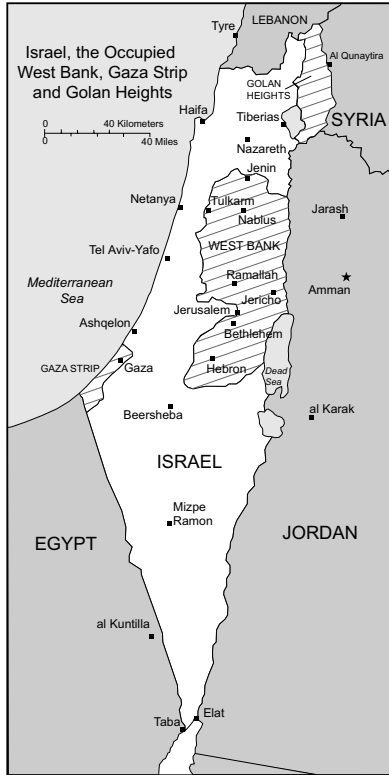 Tyre
LEBANON
Israel, the Occupied
West Bank, Gaza Strip
and Golan Heights
Al Qunaytira
GOLAN
HEIGHTS
SYRIA
0 40 Kilometers
0 40 Miles
Haifa
Tiberias
Nazareth
Jenin
Netanya
Tulkarm
Nablus
Jarash
WEST BANK
Tel Aviv-Yafo
Ramallah
Mediterranean
Sea
Amman
Jericho
Jerusalem
Ashqelon
Bethlehem
GAZA STRIP
Gaza
Hebron
Dead
Sea
Beersheba
al Karak
ISRAEL
Mizpe
Ramon
EGYPT
JORDAN
al Kuntilla
Elat
Taba